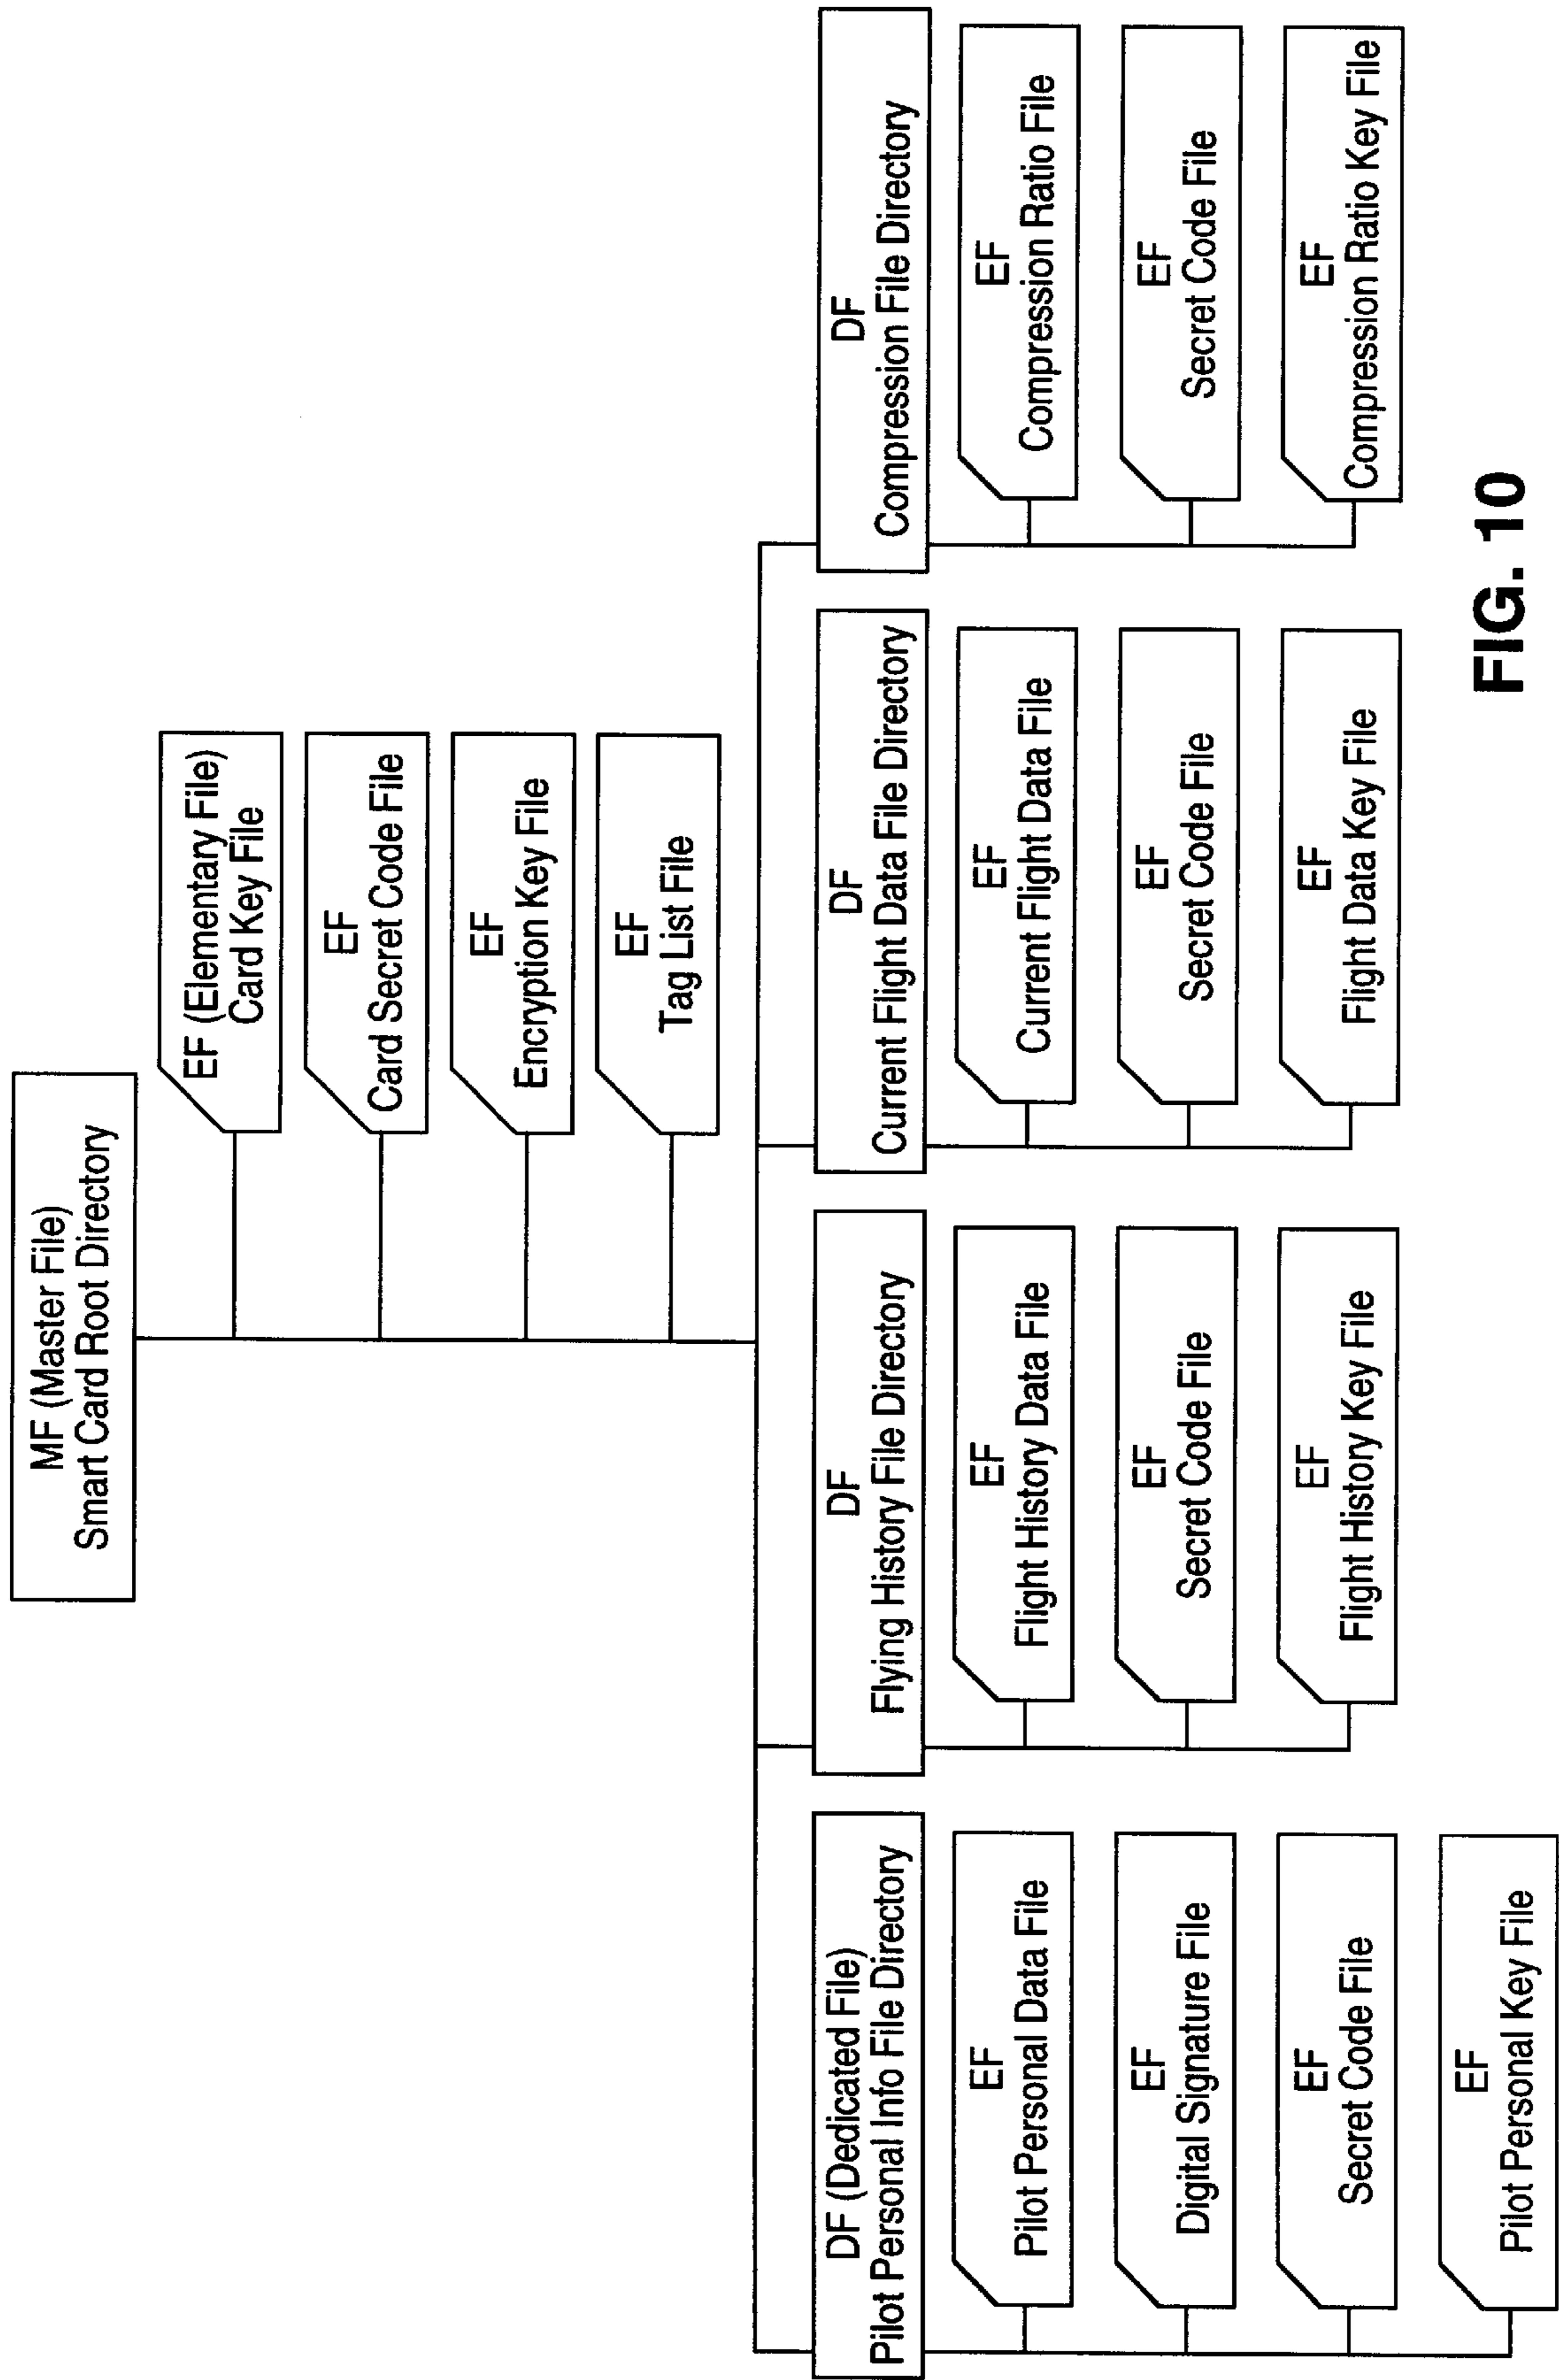 MF (Master File)
Smart Card Root Directory
EF (Elementary File)
Card Key File
EF
Card Secret Code File
EF
Encryption Key File
EF
Tag List File
DF (Dedicated File)
Pilot Personal Info File Directory
EF
Pilot Personal Data File
EF
Digital Signature File
EF
Secret Code File
EF
Pilot Personal Key File
DF
Flying History File Directory
EF
Flight History Data File
EF
Secret Code File
EF
Flight History Key File
DF
Current Flight Data File Directory
EF
Current Flight Data File
EF
Secret Code File
EF
Flight Data Key File
DF
Compression File Directory
EF
Compression Ratio File
EF
Secret Code File
EF
Compression Ratio Key File
FIG. 10